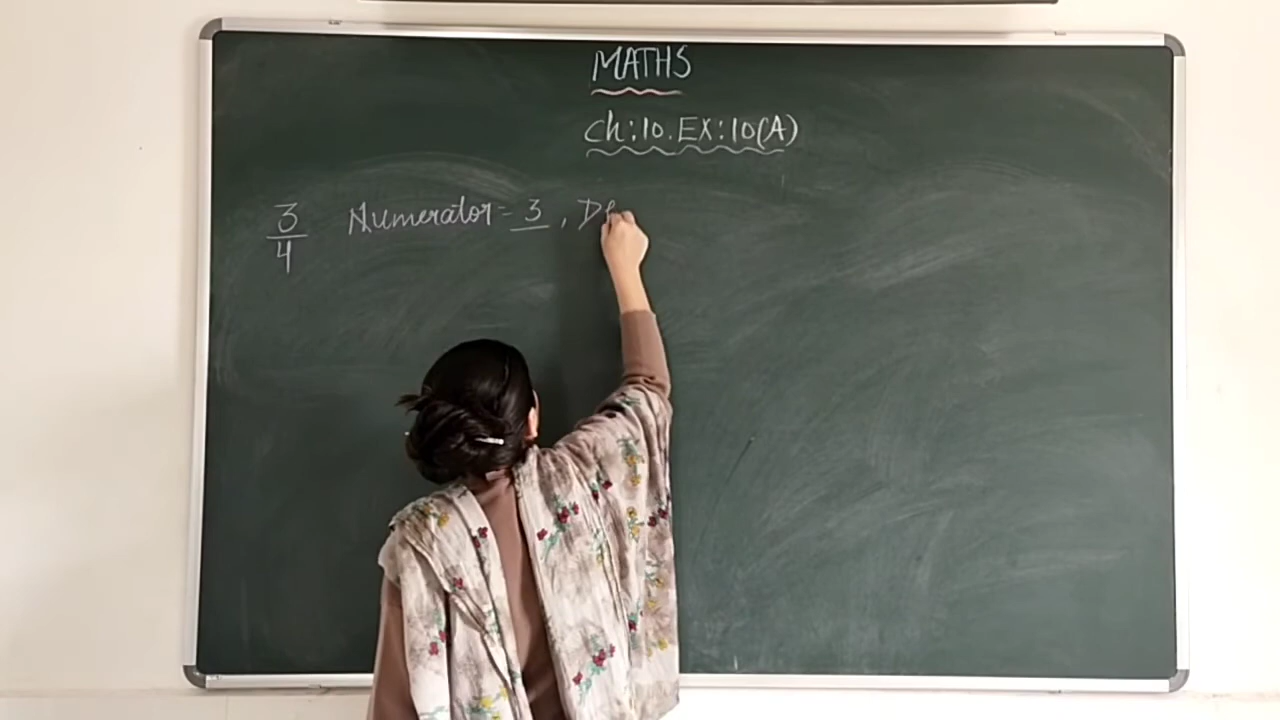 MATHS
Ch:10.EX:10(A)
3/4 Numerator = 3, D